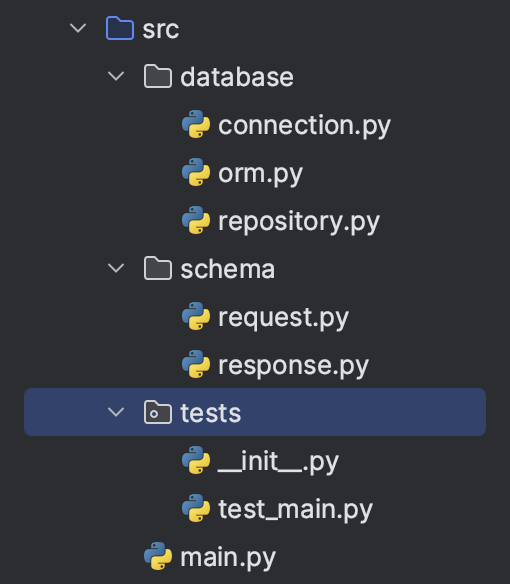 src
database
connection.py
orm.py
repository.py
schema
request.py
response.py
tests
__init__.py
test_main.py
main.py